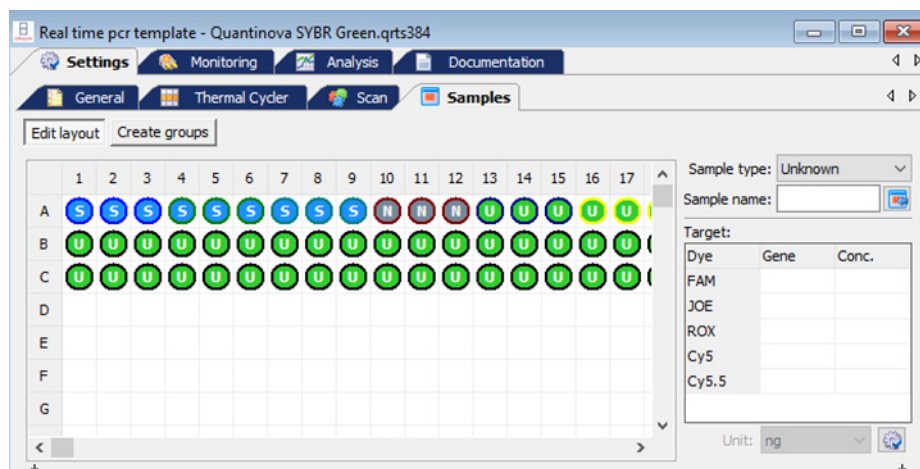 Real time pcr template - Quantinova SYBR Green.qrts384
Settings Monitoring Analysis Documentation
General Thermal Cycler Scan Samples
Edit layout Create groups
Sample type: Unknown
Sample name:
Target:
Dye Gene Conc.
FAM
JOE
ROX
Cy5
Cy5.5
Unit: ng
1 2 3 4 5 6 7 8 9 10 11 12 13 14 15 16 17
A S S S S S S S S S N N N U U U U U
B U U U U U U U U U U U U U U U U U
C U U U U U U U U U U U U U U U U U
D
E
F
G